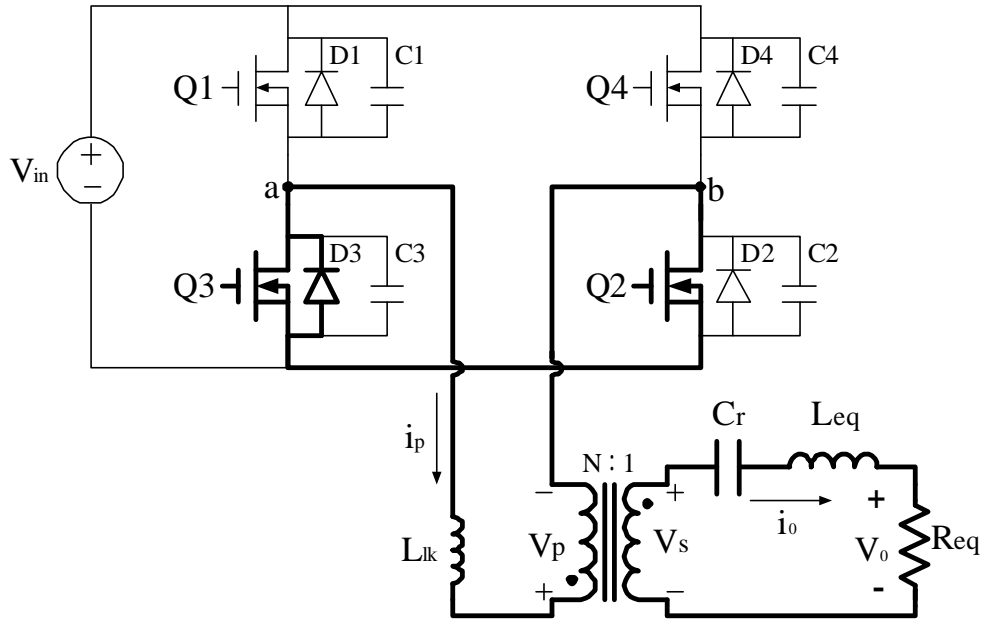 D1
C1
Q1
D4
C4
Q4
+
−
Vin
a
b
D3
C3
Q3
D2
C2
Q2
ip
Cr
Leq
N : 1
−
+
+
Llk
Vp
Vs
i0
V0
Req
+
−
-